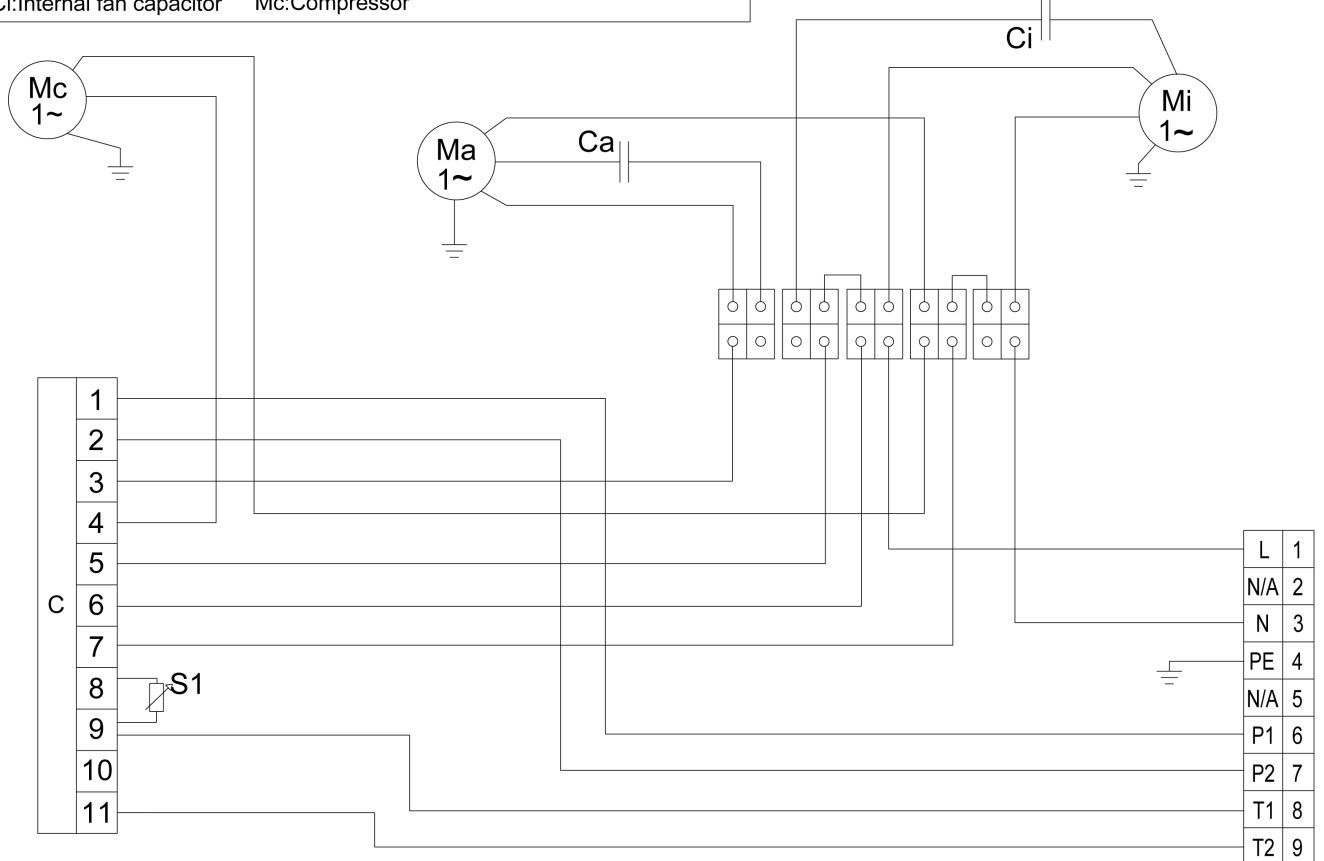 Ci:Internal fan capacitor Mc:Compressor
Ci
Mc
1~
Mi
1~
Ma
1~
Ca
C
1
2
3
4
5
6
7
8
9
10
11
S1
L 1
N/A 2
N 3
PE 4
N/A 5
P1 6
P2 7
T1 8
T2 9